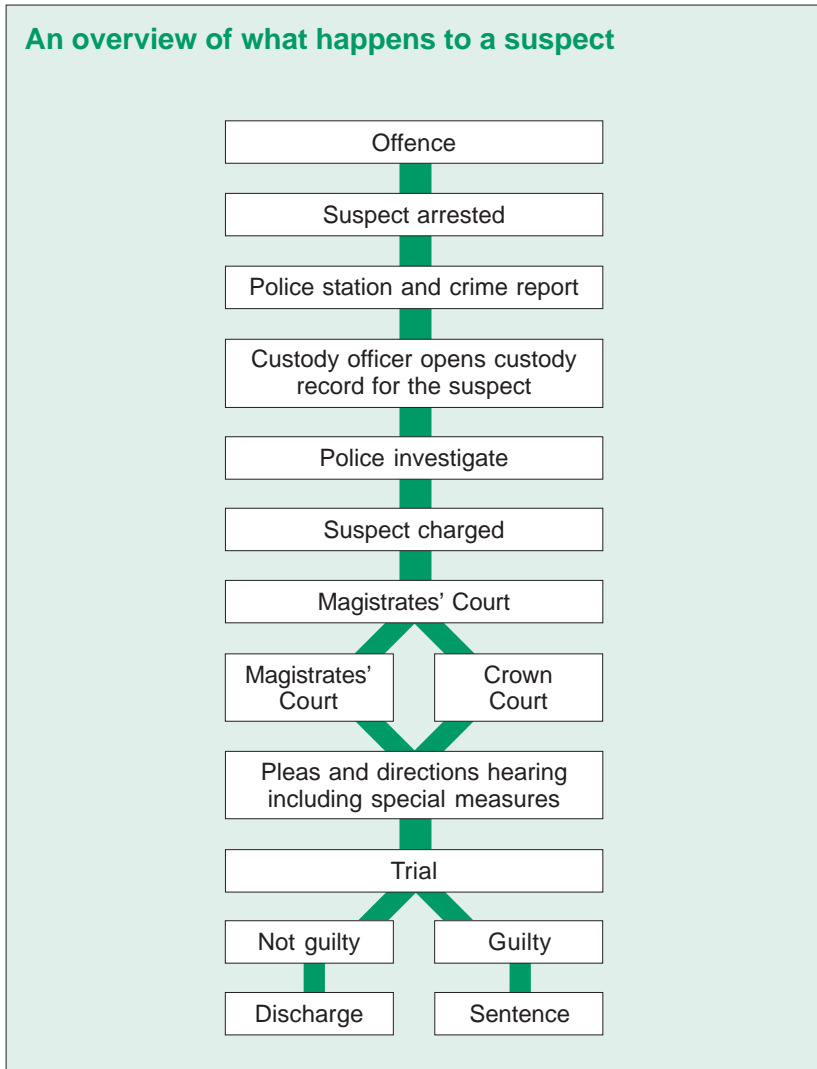 An overview of what happens to a suspect
Offence
Suspect arrested
Police station and crime report
Custody officer opens custody
record for the suspect
Police investigate
Suspect charged
Magistrates’ Court
Magistrates’
Court
Crown
Court
Pleas and directions hearing
including special measures
Trial
Not guilty
Guilty
Discharge
Sentence